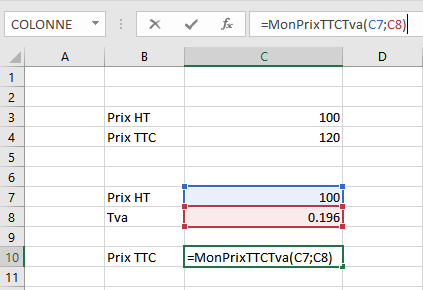 COLONNE =MonPrixTTCTva(C7;C8)
A B C D
1
2
3 Prix HT 100
4 Prix TTC 120
5
6
7 Prix HT 100
8 Tva 0.196
9
10 Prix TTC =MonPrixTTCTva(C7;C8)
11